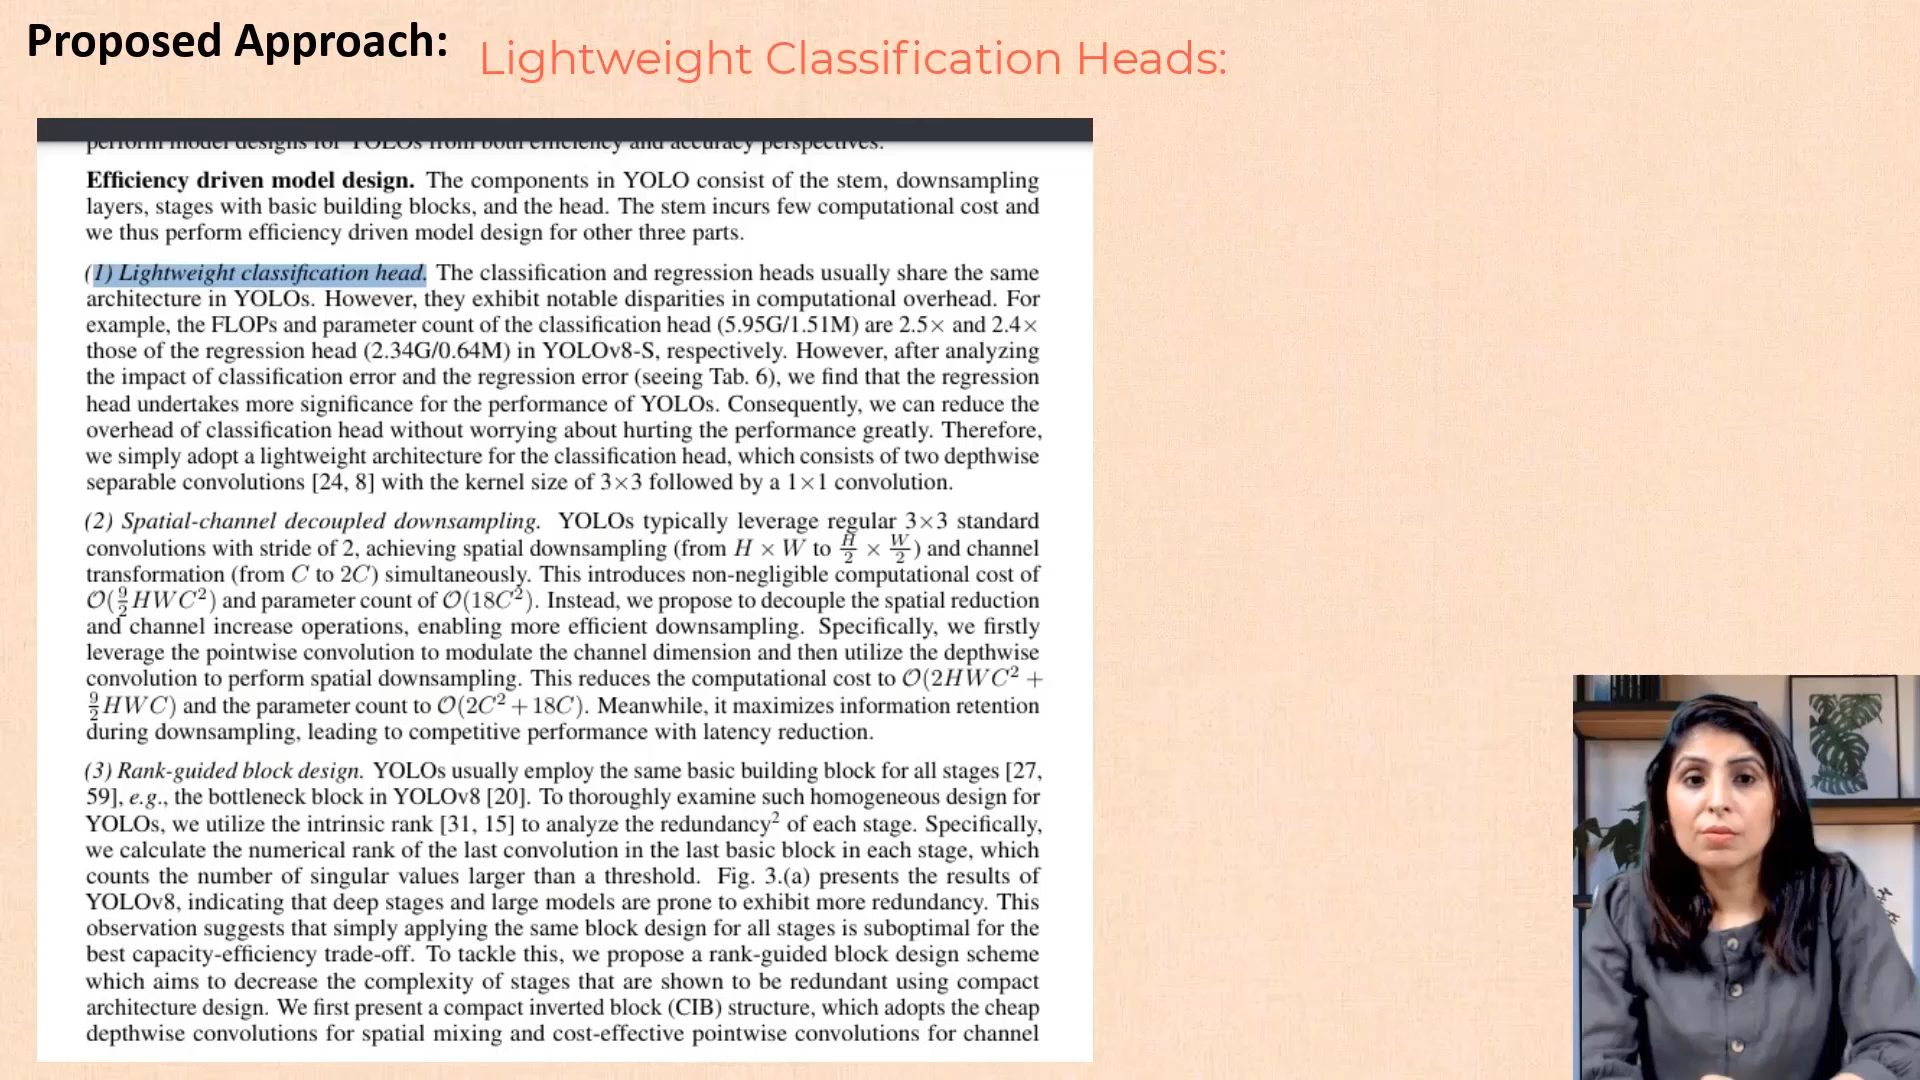 Proposed Approach:
Lightweight Classification Heads:
perform model designs for YOLOs from both efficiency and accuracy perspectives.
Efficiency driven model design. The components in YOLO consist of the stem, downsampling
layers, stages with basic building blocks, and the head. The stem incurs few computational cost and
we thus perform efficiency driven model design for other three parts.
(1) Lightweight classification head. The classification and regression heads usually share the same
architecture in YOLOs. However, they exhibit notable disparities in computational overhead. For
example, the FLOPs and parameter count of the classification head (5.95G/1.51M) are 2.5× and 2.4×
those of the regression head (2.34G/0.64M) in YOLOv8-S, respectively. However, after analyzing
the impact of classification error and the regression error (seeing Tab. 6), we find that the regression
head undertakes more significance for the performance of YOLOs. Consequently, we can reduce the
overhead of classification head without worrying about hurting the performance greatly. Therefore,
we simply adopt a lightweight architecture for the classification head, which consists of two depthwise
separable convolutions [24, 8] with the kernel size of 3×3 followed by a 1×1 convolution.
(2) Spatial-channel decoupled downsampling. YOLOs typically leverage regular 3×3 standard
convolutions with stride of 2, achieving spatial downsampling (from H × W to H/2 × W/2) and channel
transformation (from C to 2C) simultaneously. This introduces non-negligible computational cost of
O(9/2HWC²) and parameter count of O(18C²). Instead, we propose to decouple the spatial reduction
and channel increase operations, enabling more efficient downsampling. Specifically, we firstly
leverage the pointwise convolution to modulate the channel dimension and then utilize the depthwise
convolution to perform spatial downsampling. This reduces the computational cost to O(2HWC² +
9/2HWC) and the parameter count to O(2C² + 18C). Meanwhile, it maximizes information retention
during downsampling, leading to competitive performance with latency reduction.
(3) Rank-guided block design. YOLOs usually employ the same basic building block for all stages [27,
59], e.g., the bottleneck block in YOLOv8 [20]. To thoroughly examine such homogeneous design for
YOLOs, we utilize the intrinsic rank [31, 15] to analyze the redundancy² of each stage. Specifically,
we calculate the numerical rank of the last convolution in the last basic block in each stage, which
counts the number of singular values larger than a threshold. Fig. 3.(a) presents the results of
YOLOv8, indicating that deep stages and large models are prone to exhibit more redundancy. This
observation suggests that simply applying the same block design for all stages is suboptimal for the
best capacity-efficiency trade-off. To tackle this, we propose a rank-guided block design scheme
which aims to decrease the complexity of stages that are shown to be redundant using compact
architecture design. We first present a compact inverted block (CIB) structure, which adopts the cheap
depthwise convolutions for spatial mixing and cost-effective pointwise convolutions for channel